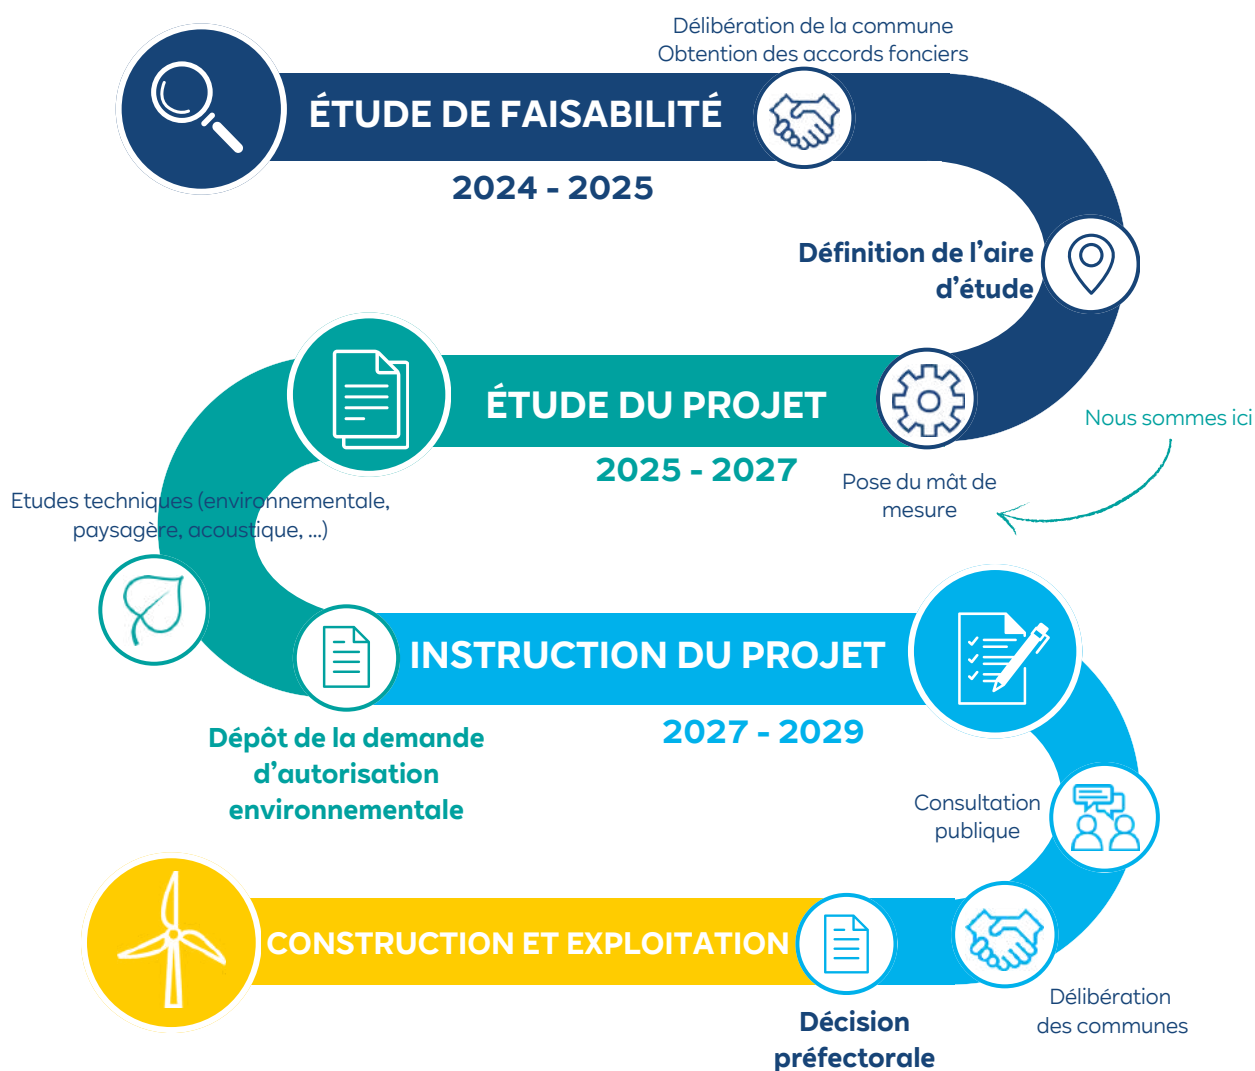 Délibération de la commune
Obtention des accords fonciers
ÉTUDE DE FAISABILITÉ
2024 - 2025
Définition de l'aire
d'étude
ÉTUDE DU PROJET
2025 - 2027
Nous sommes ici
Pose du mât de
mesure
Etudes techniques (environnementale,
paysagère, acoustique, ...)
INSTRUCTION DU PROJET
2027 - 2029
Dépôt de la demande
d'autorisation
environnementale
Consultation
publique
CONSTRUCTION ET EXPLOITATION
Délibération
des communes
Décision
préfectorale